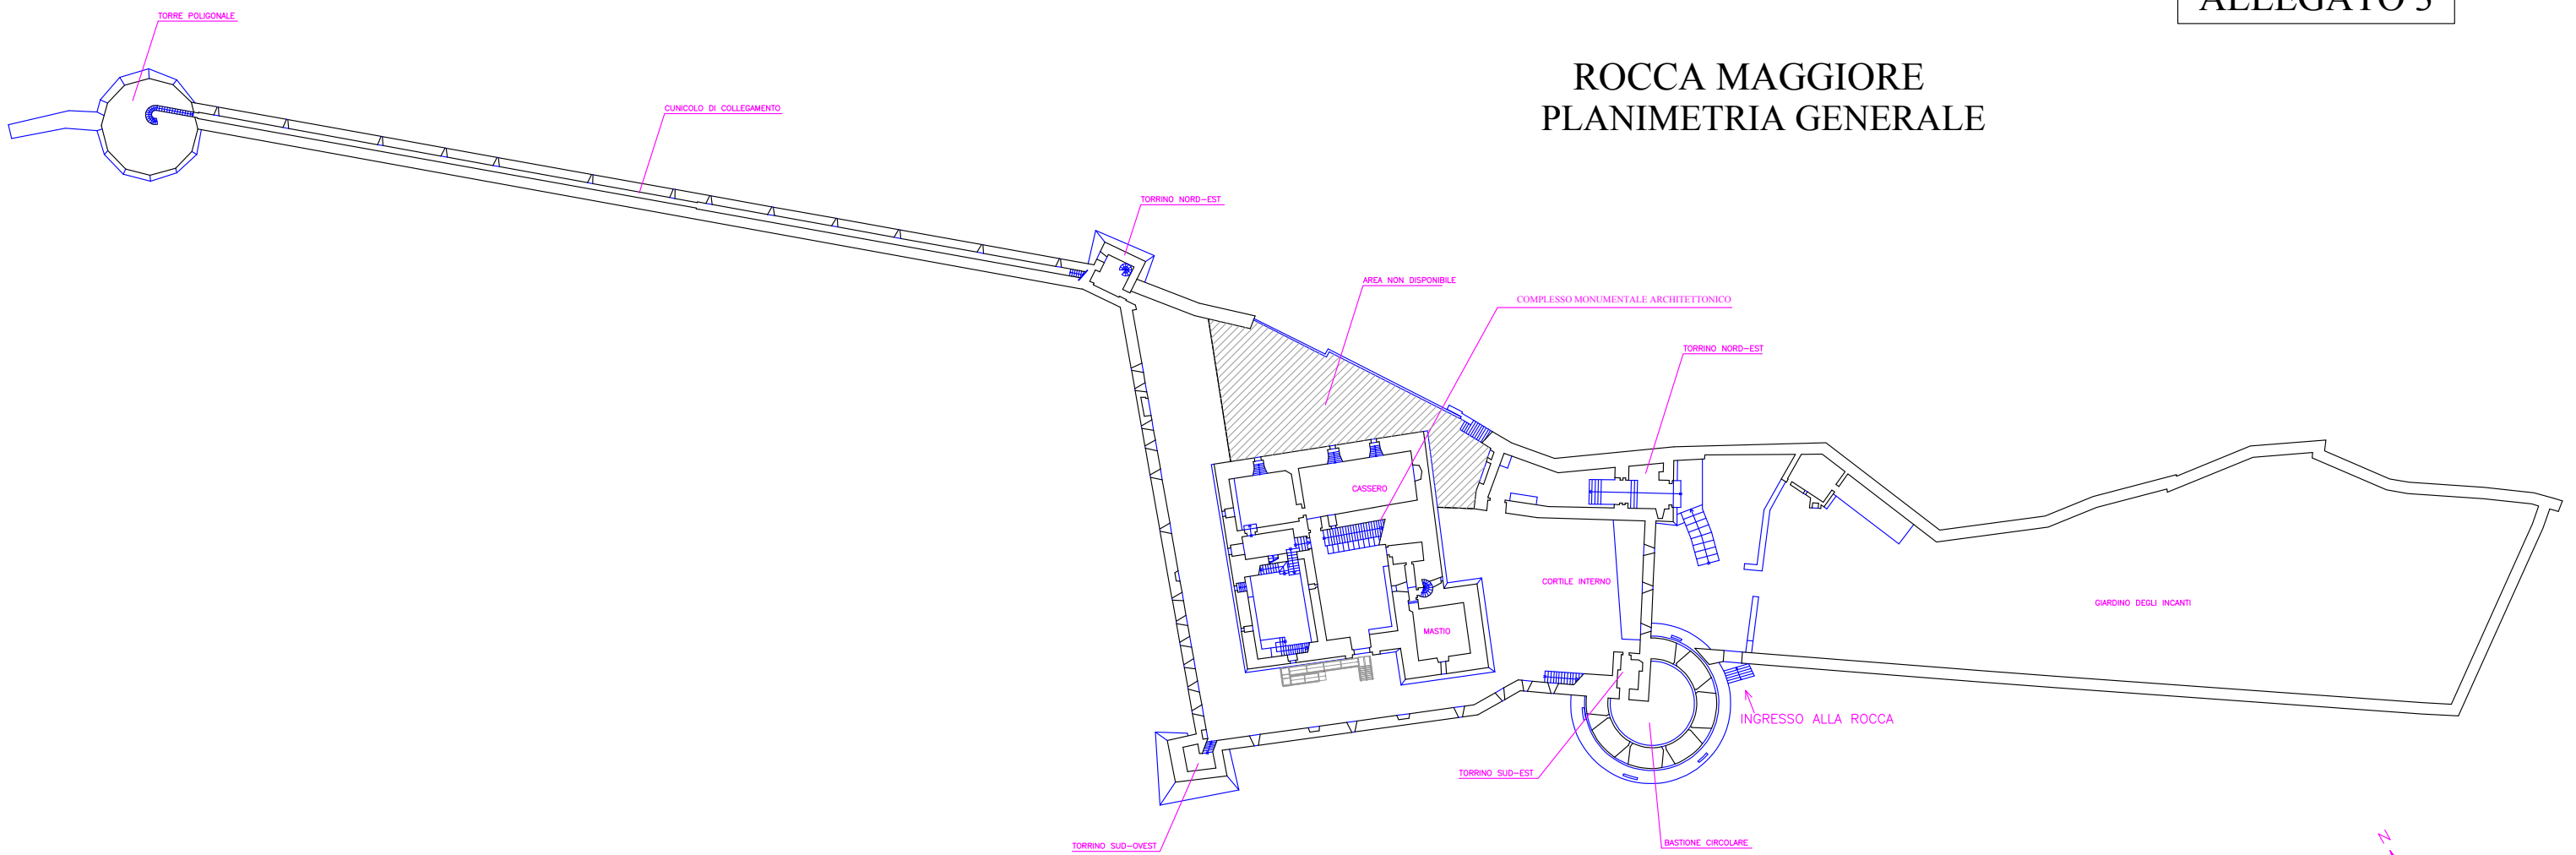 ALLEGATO 3
TORRE POLIGONALE
ROCCA MAGGIORE
PLANIMETRIA GENERALE
CUNICOLO DI COLLEGAMENTO
TORRINO NORD-EST
AREA NON DISPONIBILE
COMPLESSO MONUMENTALE ARCHITETTONICO
TORRINO NORD-EST
CASSERO
CORTILE INTERNO
GIARDINO DEGLI INCANTI
MASTIO
INGRESSO ALLA ROCCA
TORRINO SUD-EST
BASTIONE CIRCOLARE
TORRINO SUD-OVEST
N